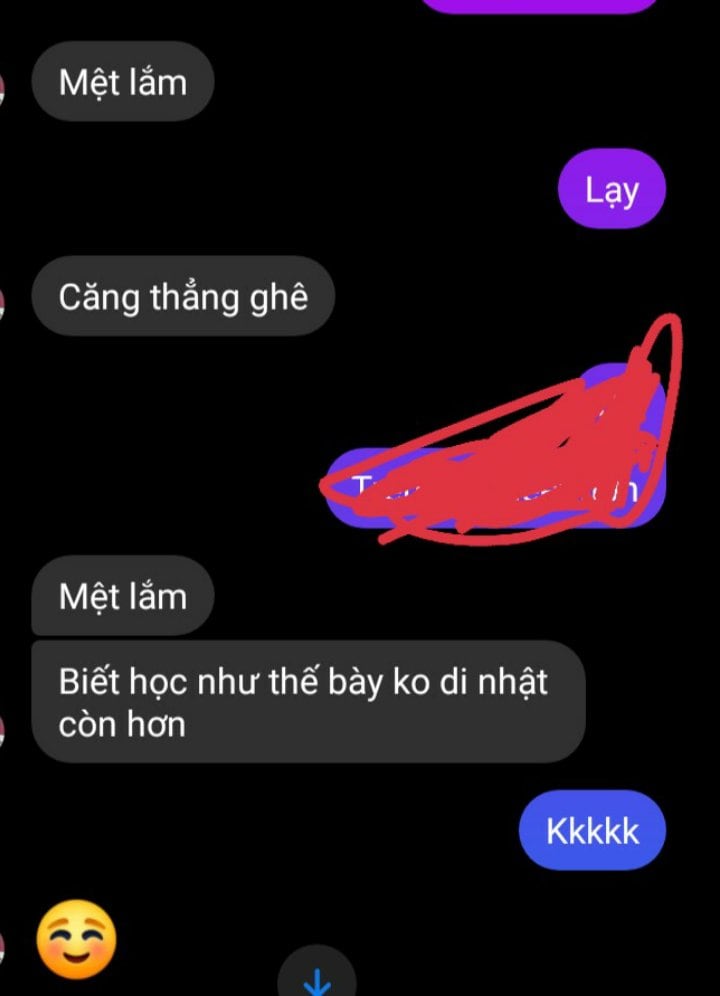 Mệt lắm
Lạy
Căng thẳng ghê
Mệt lắm
Biết học như thế bày ko di nhật
còn hơn
Kkkkk